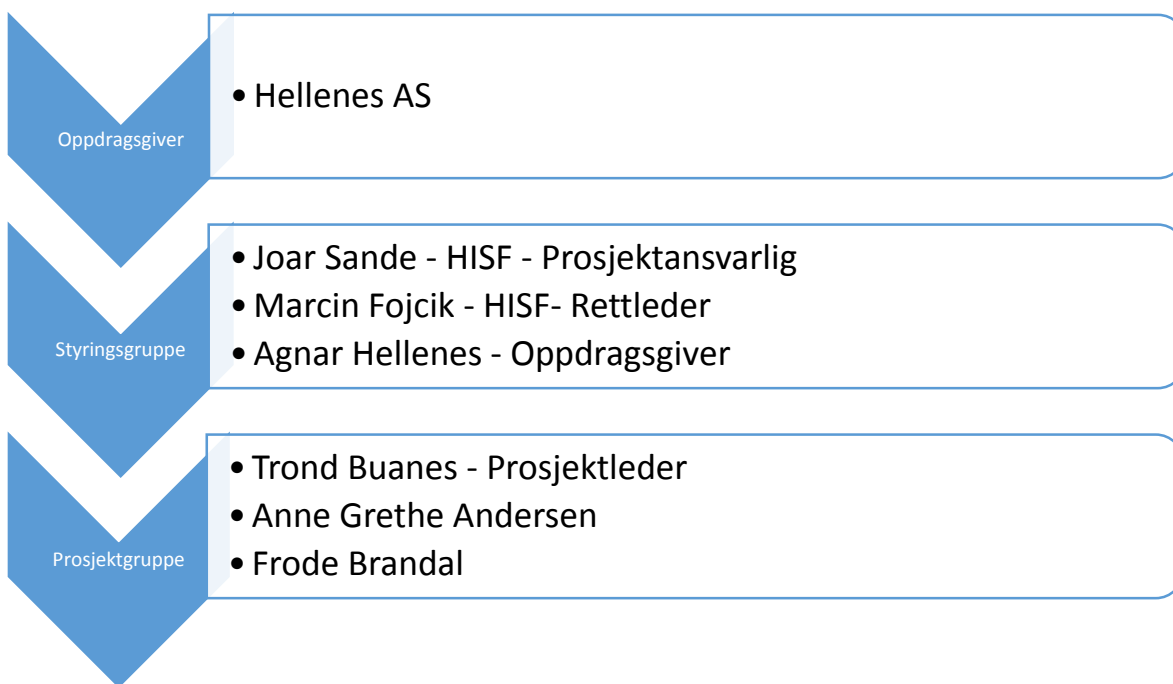 Oppdragsgiver
• Hellenes AS
Styringsgruppe
• Joar Sande - HISF - Prosjektansvarlig
• Marcin Fojcik - HISF- Rettleder
• Agnar Hellenes - Oppdragsgiver
Prosjektgruppe
• Trond Buanes - Prosjektleder
• Anne Grethe Andersen
• Frode Brandal